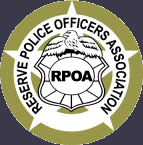 RESERVE POLICE OFFICERS ASSOCIATION
RPOA